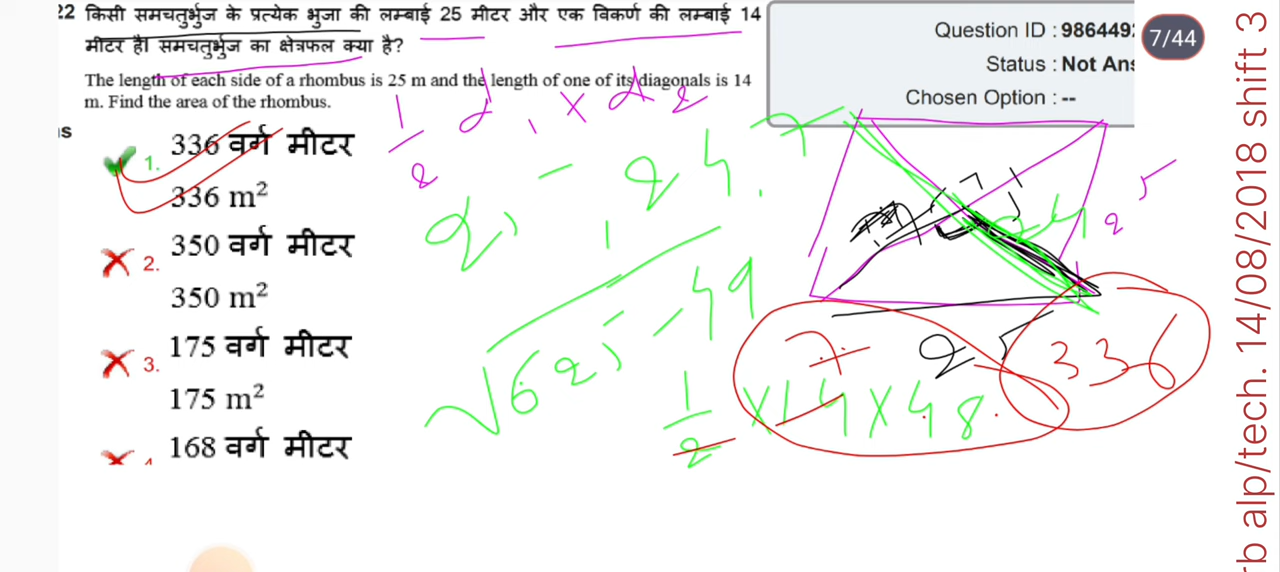 22 किसी समचतुर्भुज के प्रत्येक भुजा की लम्बाई 25 मीटर और एक विकर्ण की लम्बाई 14
मीटर है। समचतुर्भुज का क्षेत्रफल क्या है?
The length of each side of a rhombus is 25 m and the length of one of its diagonals is 14
m. Find the area of the rhombus.
1. 336 वर्ग मीटर
336 m²
2. 350 वर्ग मीटर
350 m²
3. 175 वर्ग मीटर
175 m²
168 वर्ग मीटर
Question ID : 986449
Status : Not Ans
Chosen Option : --
7/44
1/2 d1 × d2
24
7
√625 - 49
24
25
7
25
1/2 × 14 × 48
336
rb alp/tech. 14/08/2018 shift 3